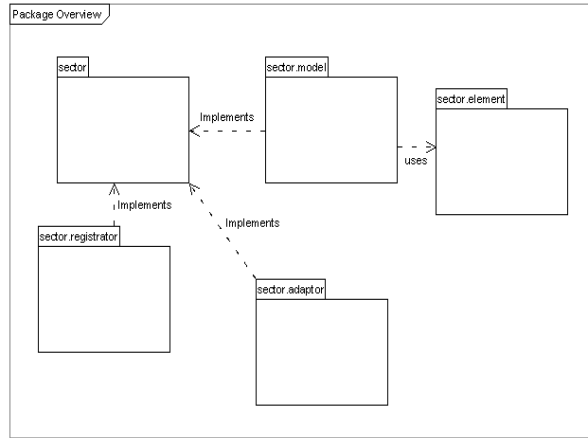 Package Overview
sector
sector.model
sector.element
Implements
uses
Implements
Implements
sector.registrator
sector.adaptor